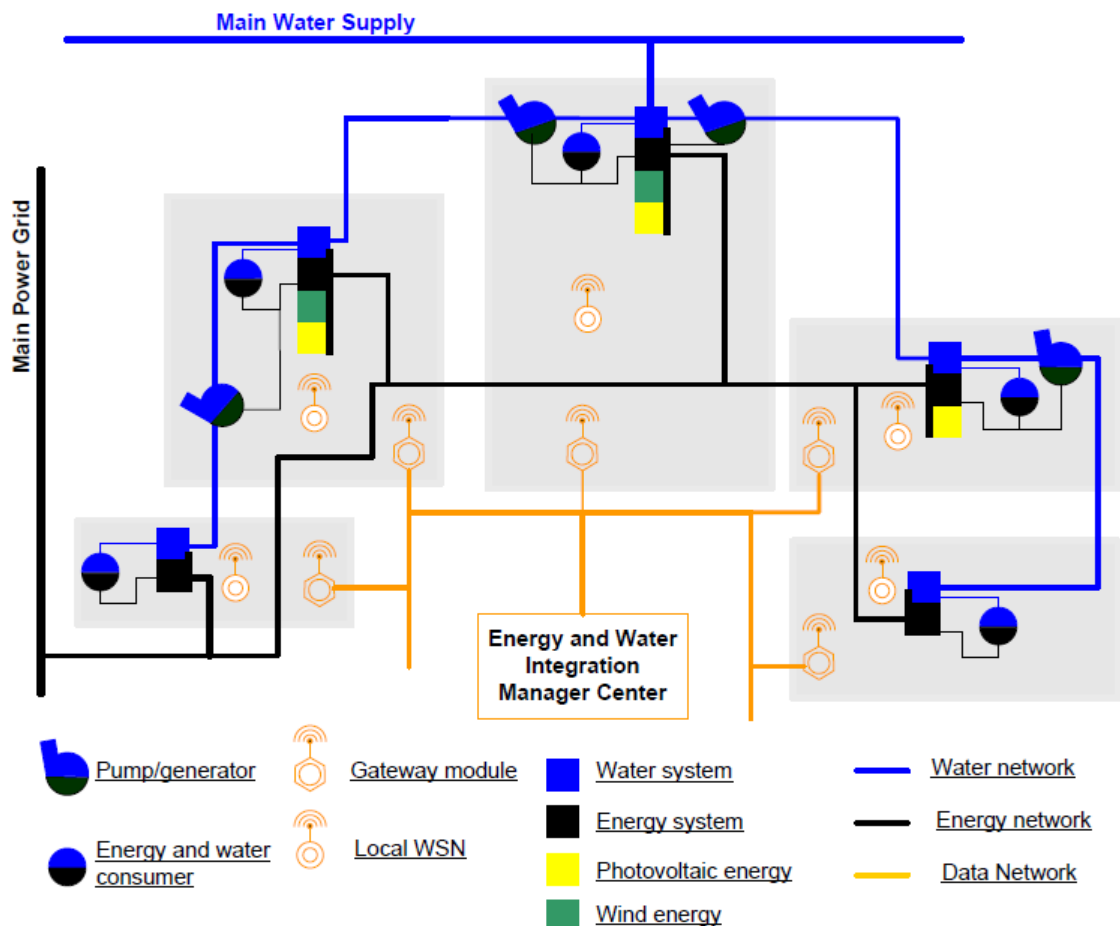 Main Water Supply
Main Power Grid
Energy and Water
Integration
Manager Center
Pump/generator
Gateway module
Water system
Water network
Energy system
Energy network
Energy and water
consumer
Local WSN
Photovoltaic energy
Data Network
Wind energy